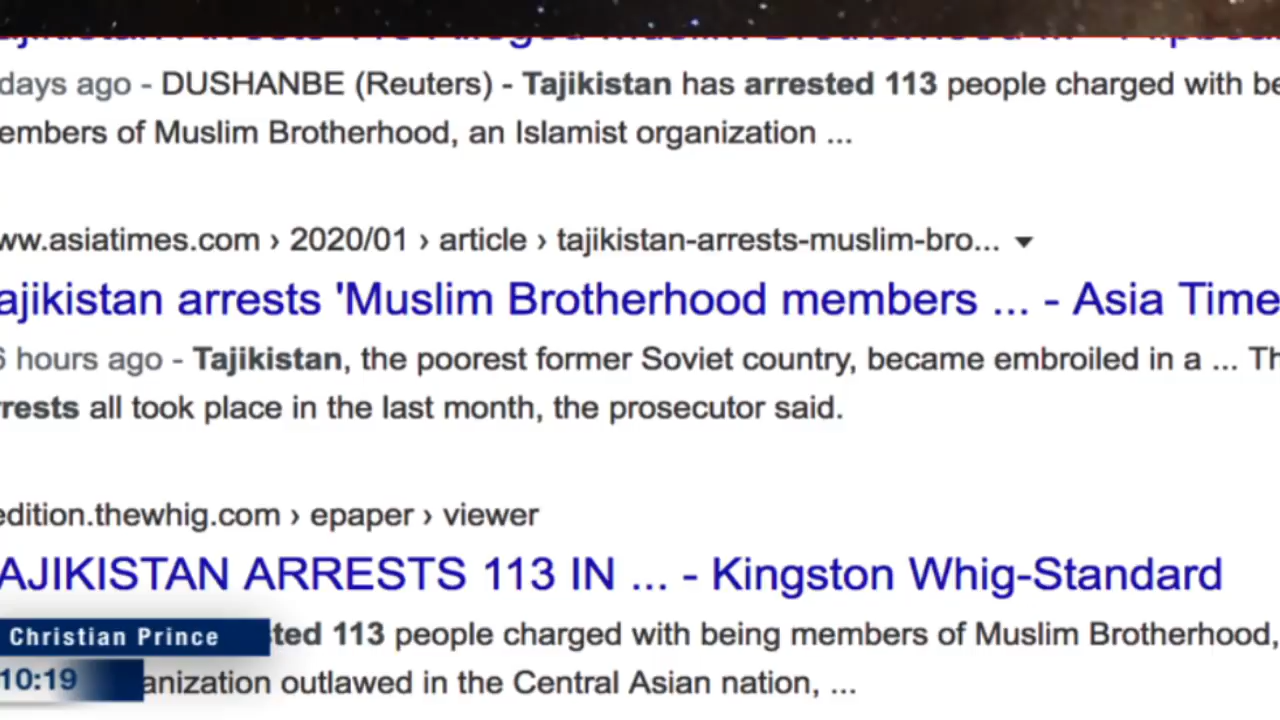 days ago - DUSHANBE (Reuters) - Tajikistan has arrested 113 people charged with be
embers of Muslim Brotherhood, an Islamist organization ...
ww.asiatimes.com › 2020/01 › article › tajikistan-arrests-muslim-bro...
ajikistan arrests 'Muslim Brotherhood members ... - Asia Time
6 hours ago - Tajikistan, the poorest former Soviet country, became embroiled in a ... Th
rrests all took place in the last month, the prosecutor said.
edition.thewhig.com › epaper › viewer
AJIKISTAN ARRESTS 113 IN ... - Kingston Whig-Standard
Christian Prince
ted 113 people charged with being members of Muslim Brotherhood,
10:19
anization outlawed in the Central Asian nation, ...